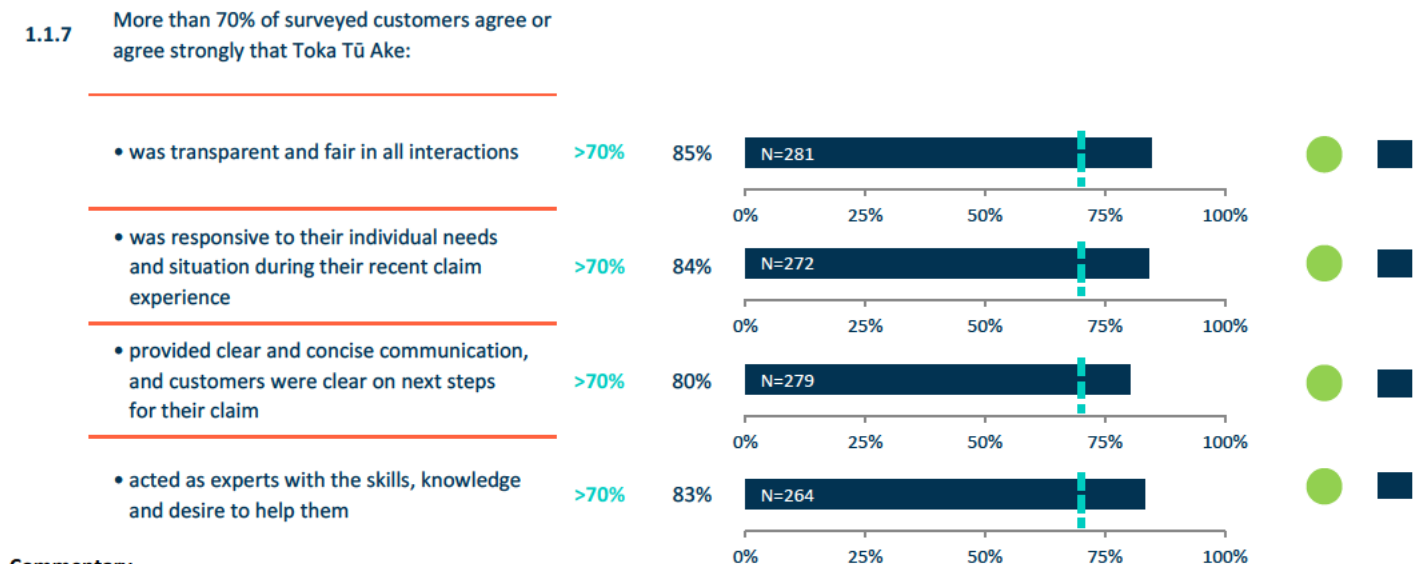 1.1.7
More than 70% of surveyed customers agree or
agree strongly that Toka Tū Ake:
• was transparent and fair in all interactions
>70%
85%
N=281
0% 25% 50% 75% 100%
• was responsive to their individual needs
and situation during their recent claim
experience
>70%
84%
N=272
0% 25% 50% 75% 100%
• provided clear and concise communication,
and customers were clear on next steps
for their claim
>70%
80%
N=279
0% 25% 50% 75% 100%
• acted as experts with the skills, knowledge
and desire to help them
>70%
83%
N=264
0% 25% 50% 75% 100%